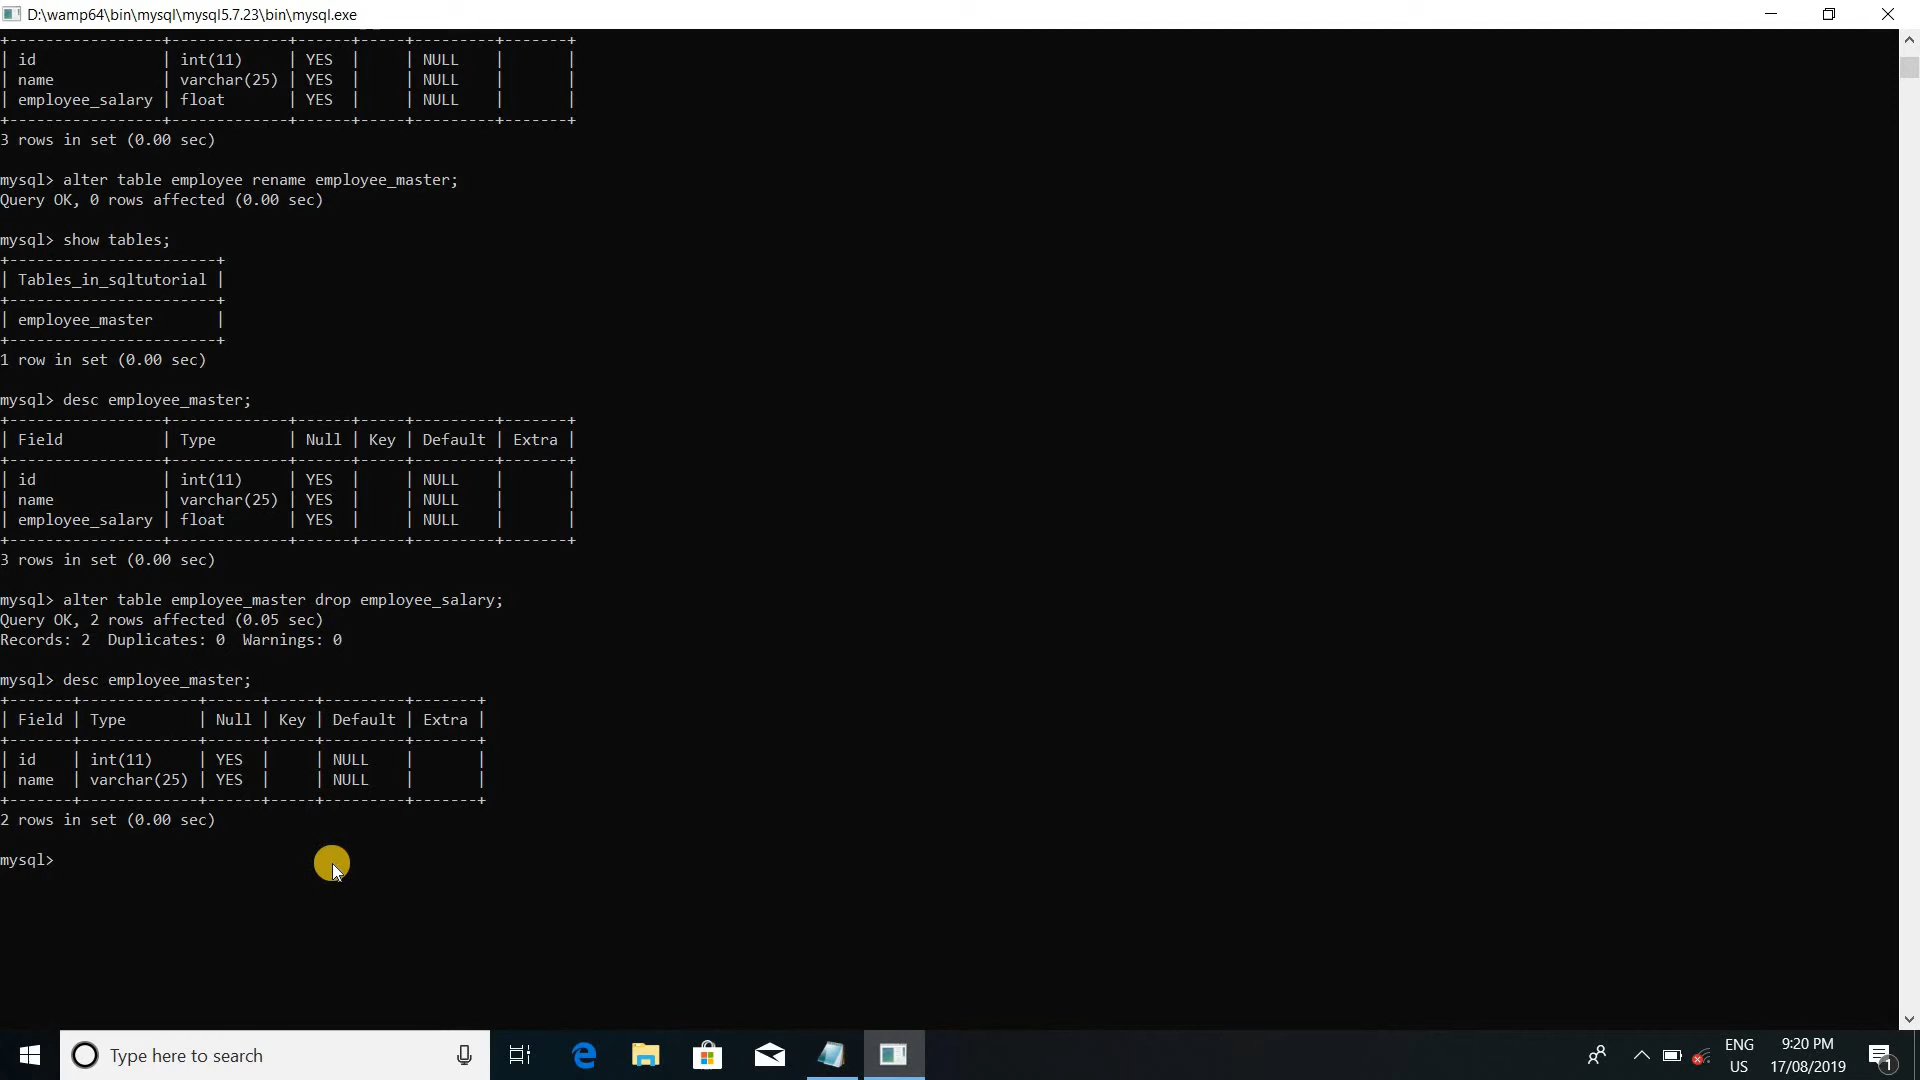 D:\wamp64\bin\mysql\mysql5.7.23\bin\mysql.exe
+----------------+-------------+------+-----+---------+-------+
| id             | int(11)     | YES  |     | NULL    |       |
| name           | varchar(25) | YES  |     | NULL    |       |
| employee_salary | float       | YES  |     | NULL    |       |
+-----------------+-------------+------+-----+---------+-------+
3 rows in set (0.00 sec)
mysql> alter table employee rename employee_master;
Query OK, 0 rows affected (0.00 sec)
mysql> show tables;
+-----------------------+
| Tables_in_sqltutorial |
+-----------------------+
| employee_master       |
+-----------------------+
1 row in set (0.00 sec)
mysql> desc employee_master;
+-----------------+-------------+------+-----+---------+-------+
| Field           | Type        | Null | Key | Default | Extra |
+-----------------+-------------+------+-----+---------+-------+
| id              | int(11)     | YES  |     | NULL    |       |
| name            | varchar(25) | YES  |     | NULL    |       |
| employee_salary | float       | YES  |     | NULL    |       |
+-----------------+-------------+------+-----+---------+-------+
3 rows in set (0.00 sec)
mysql> alter table employee_master drop employee_salary;
Query OK, 2 rows affected (0.05 sec)
Records: 2  Duplicates: 0  Warnings: 0
mysql> desc employee_master;
+-------+-------------+------+-----+---------+-------+
| Field | Type        | Null | Key | Default | Extra |
+-------+-------------+------+-----+---------+-------+
| id    | int(11)     | YES  |     | NULL    |       |
| name  | varchar(25) | YES  |     | NULL    |       |
+-------+-------------+------+-----+---------+-------+
2 rows in set (0.00 sec)
mysql>
Type here to search
ENG
US
9:20 PM
17/08/2019
1